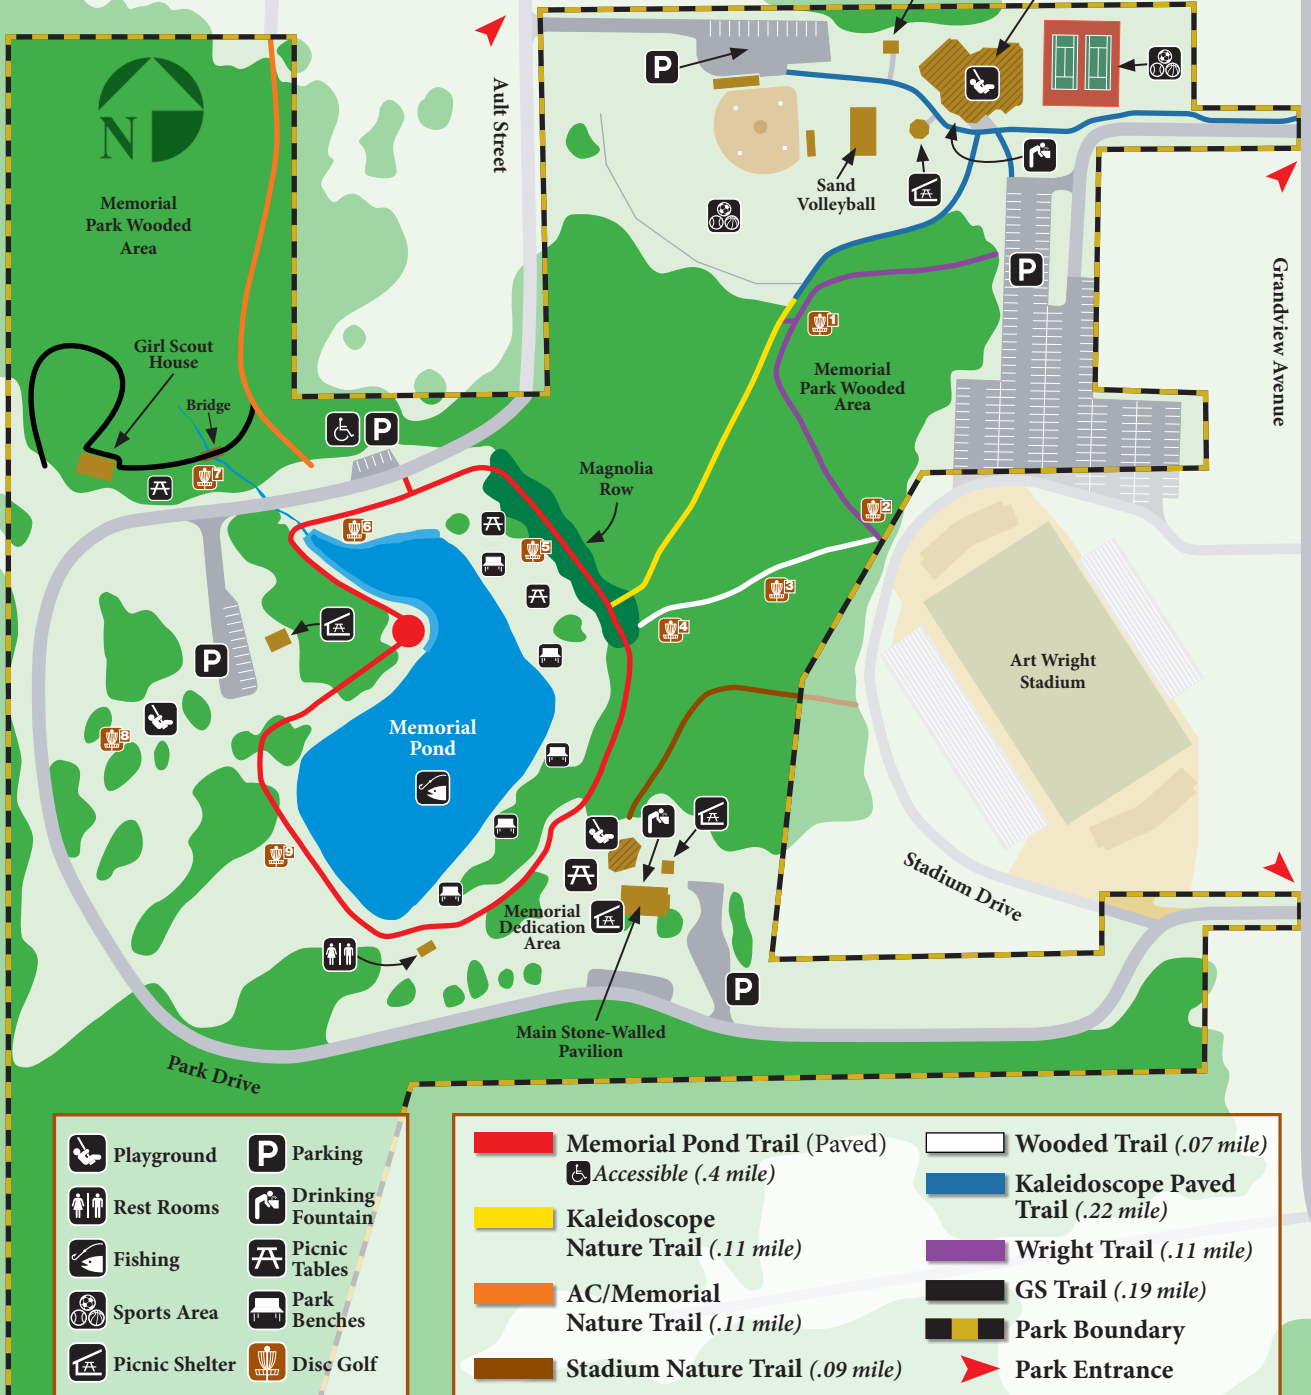 N
Memorial
Park Wooded
Area
Ault Street
P
Sand
Volleyball
P
Grandview Avenue
1
Memorial
Park Wooded
Area
Girl Scout
House
Bridge
7
P
Magnolia
Row
2
6
5
3
4
P
Art Wright
Stadium
8
Memorial
Pond
9
Stadium Drive
Memorial
Dedication
Area
P
Main Stone-Walled
Pavilion
Park Drive
Playground
Rest Rooms
Fishing
Sports Area
Picnic Shelter
P
Parking
Drinking
Fountain
Picnic
Tables
Park
Benches
Disc Golf
Memorial Pond Trail (Paved)
Accessible (.4 mile)
Kaleidoscope
Nature Trail (.11 mile)
AC/Memorial
Nature Trail (.11 mile)
Stadium Nature Trail (.09 mile)
Wooded Trail (.07 mile)
Kaleidoscope Paved
Trail (.22 mile)
Wright Trail (.11 mile)
GS Trail (.19 mile)
Park Boundary
Park Entrance